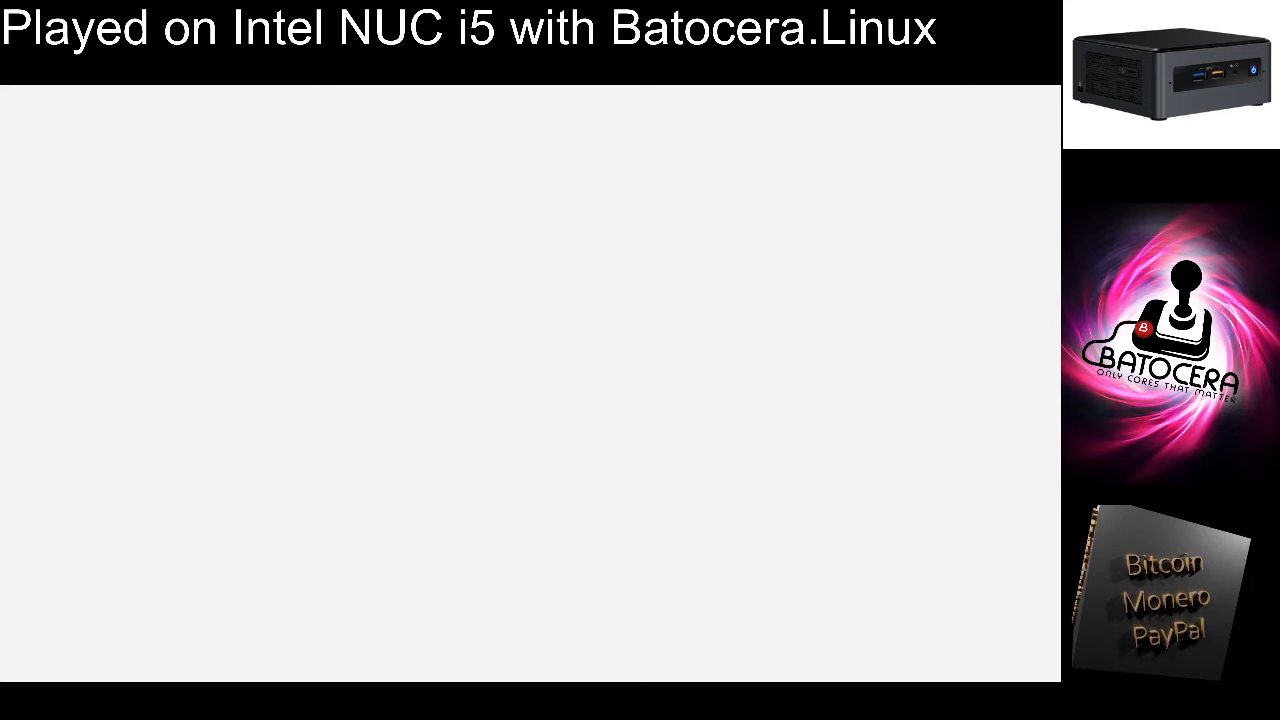 Played on Intel NUC i5 with Batocera.Linux
B
BATOCERA
ONLY CORES THAT MATTER
Bitcoin
Monero
PayPal